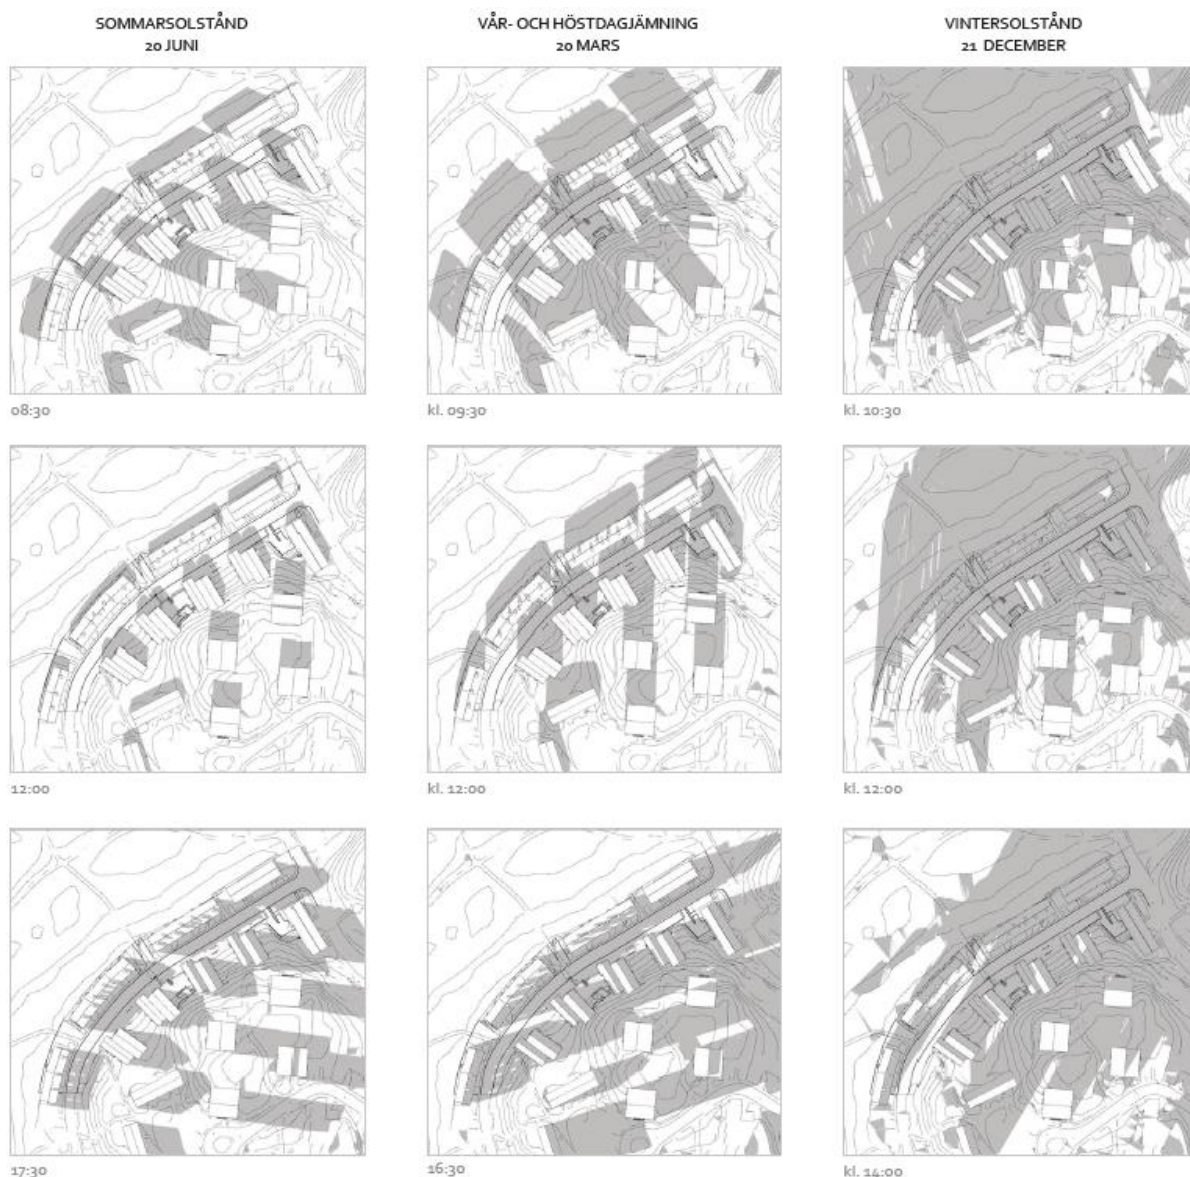 SOMMARSOLSTÅND
20 JUNI
VÅR- OCH HÖSTDAGJÄMNING
20 MARS
VINTERSOLSTÅND
21 DECEMBER
08:30
kl. 09:30
kl. 10:30
12:00
kl. 12:00
kl. 12:00
17:30
16:30
kl. 14:00